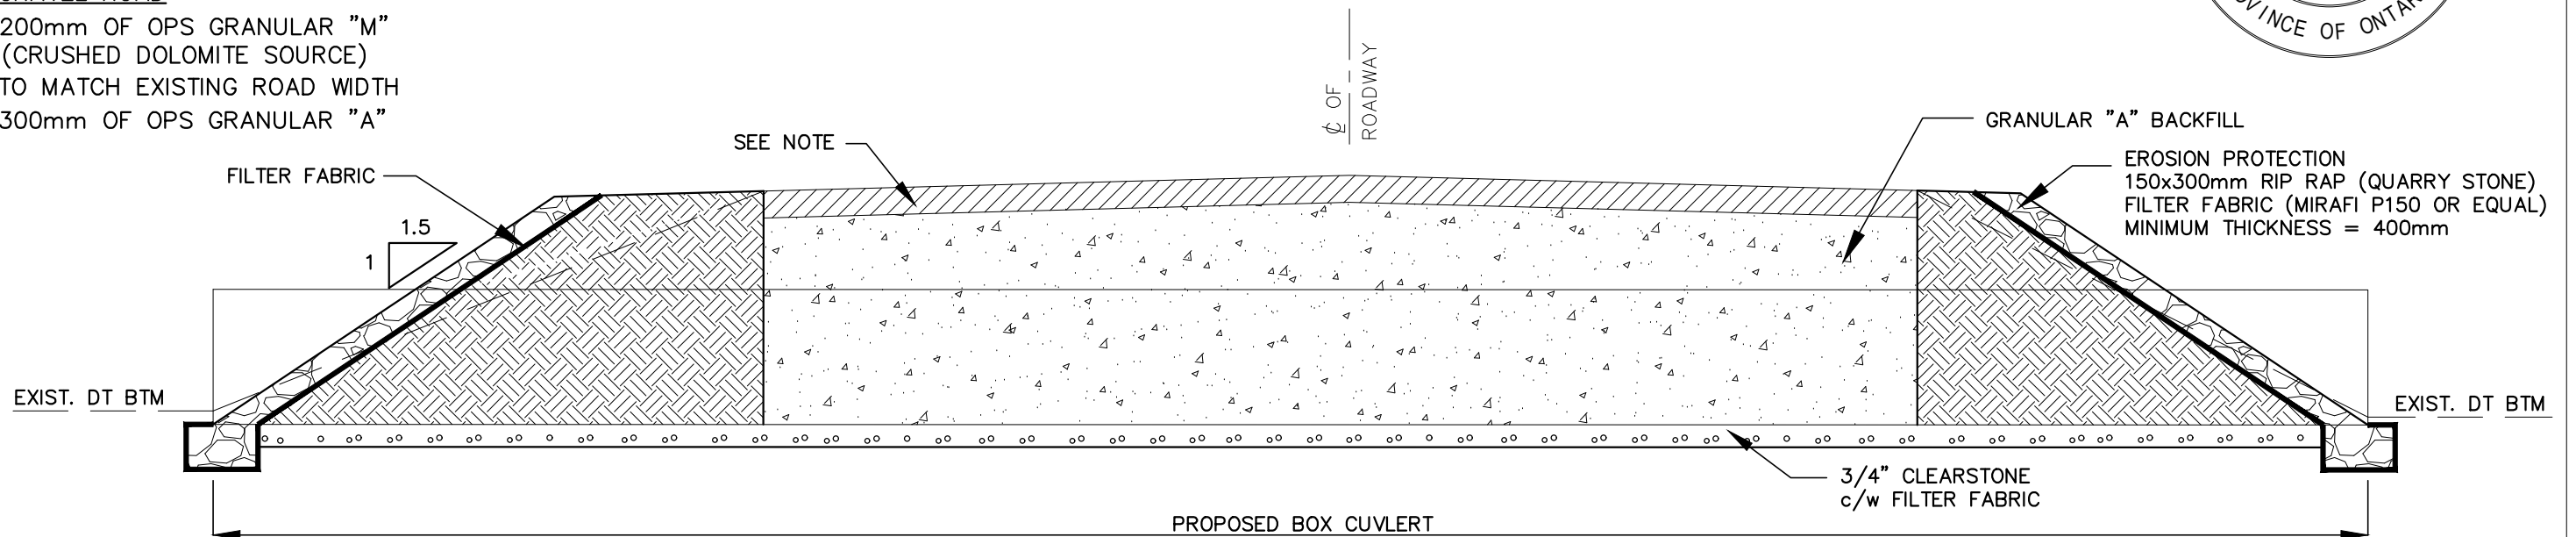 200mm OF OPS GRANULAR "M"
(CRUSHED DOLOMITE SOURCE)
TO MATCH EXISTING ROAD WIDTH
300mm OF OPS GRANULAR "A"
FILTER FABRIC
1.5
1
SEE NOTE
℄ OF
ROADWAY
OF ONTAR
GRANULAR "A" BACKFILL
EROSION PROTECTION
150x300mm RIP RAP (QUARRY STONE)
FILTER FABRIC (MIRAFI P150 OR EQUAL)
MINIMUM THICKNESS = 400mm
EXIST. DT BTM
EXIST. DT BTM
3/4" CLEARSTONE
c/w FILTER FABRIC
PROPOSED BOX CUVLERT